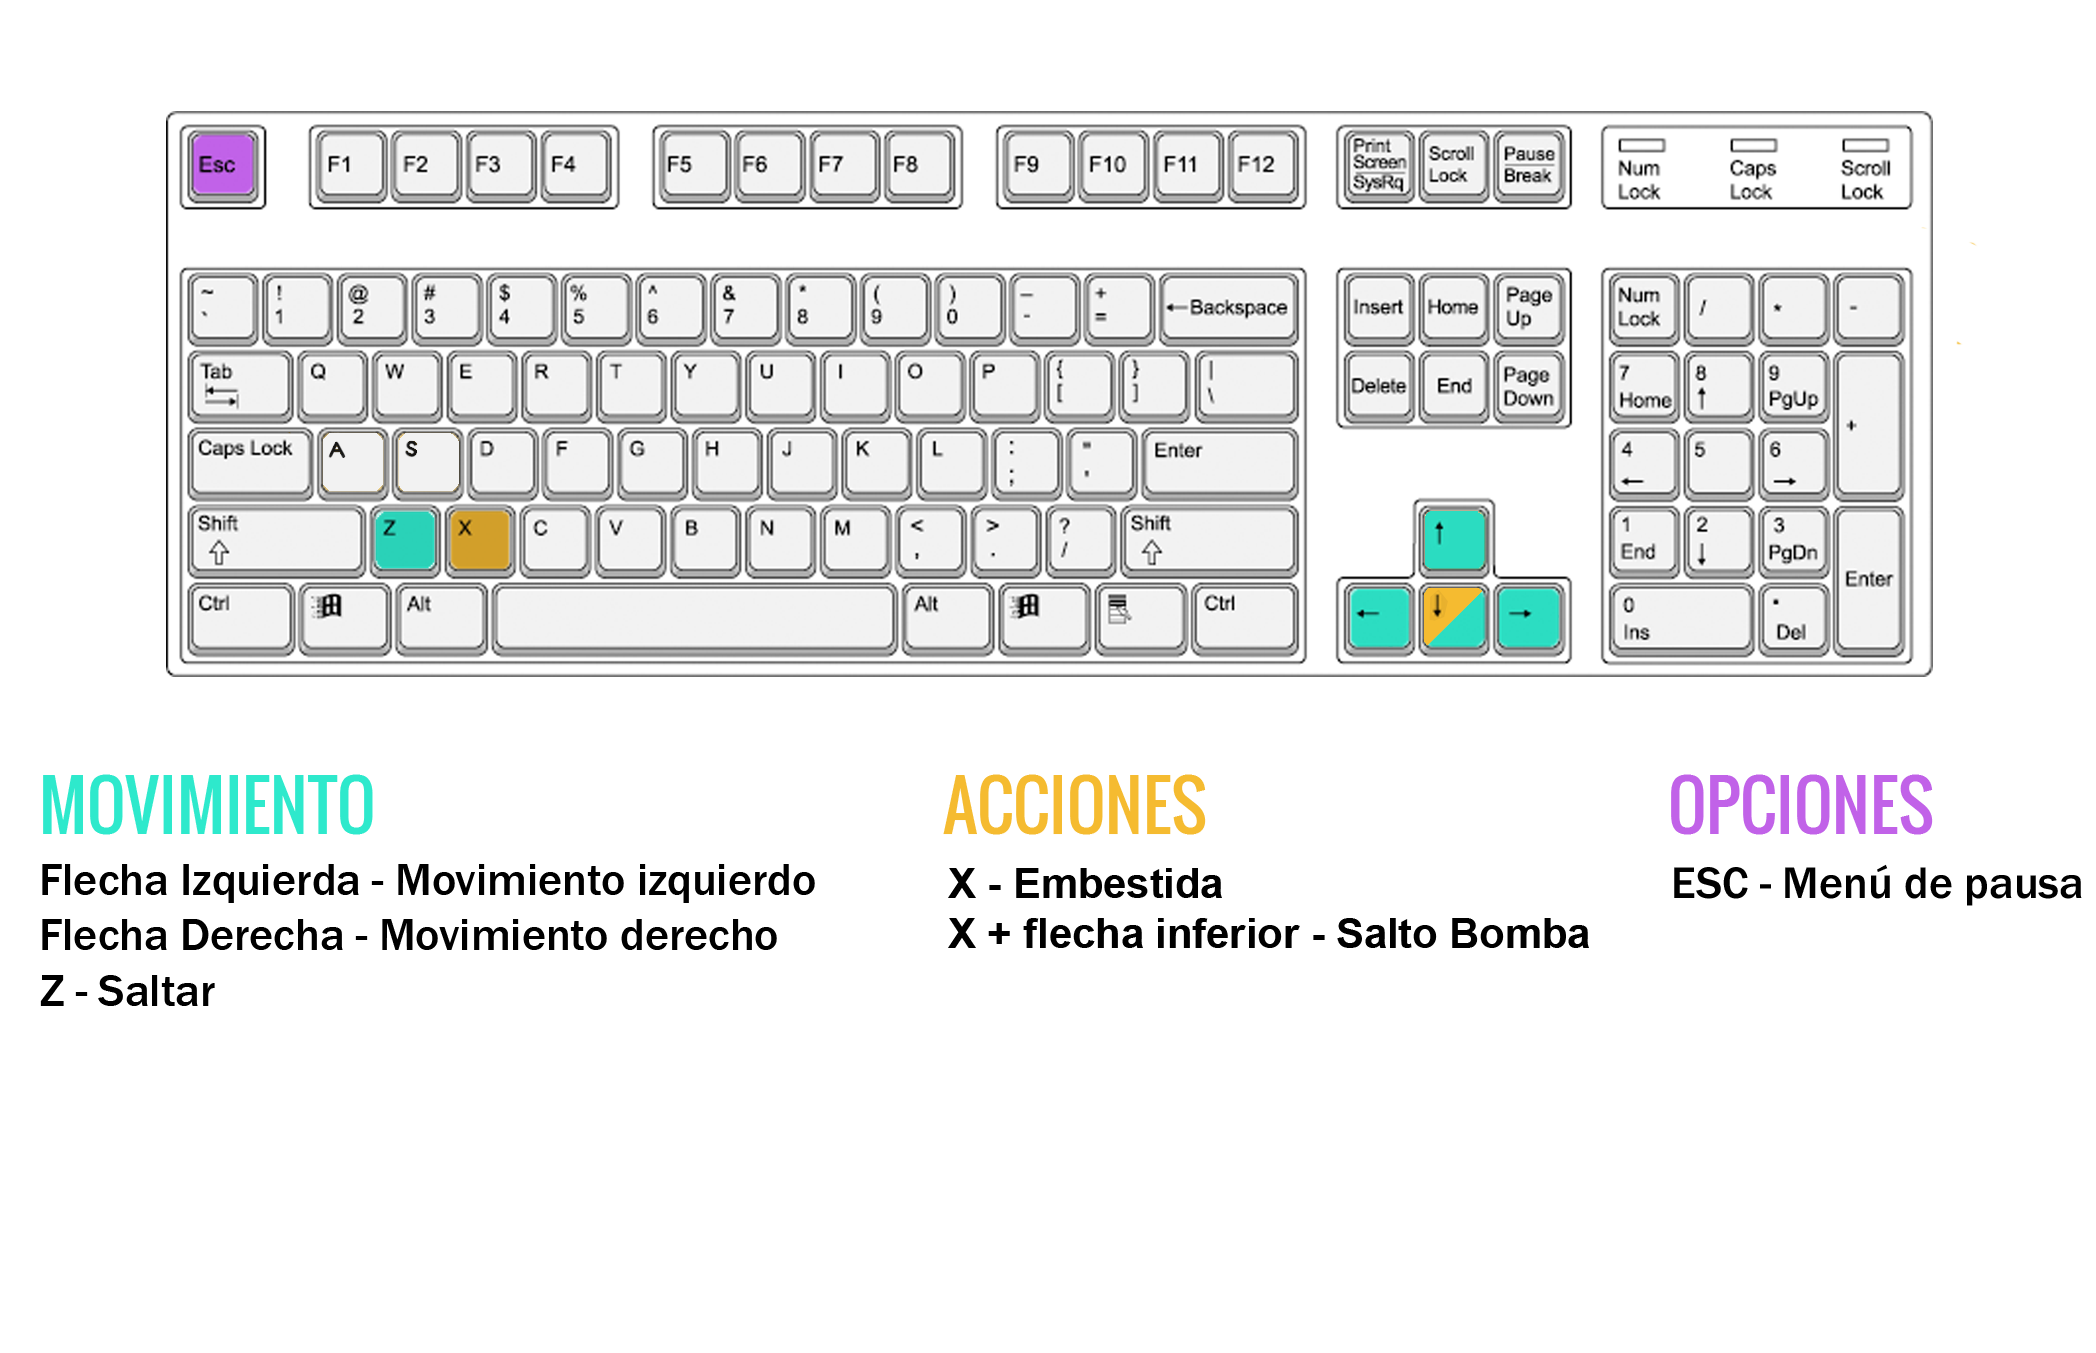 Esc F1 F2 F3 F4 F5 F6 F7 F8 F9 F10 F11 F12
Print Screen SysRq
Scroll Lock
Pause Break
Num Lock
Caps Lock
Scroll Lock
~ ! @ # $ % ^ & * ( ) _ +
` 1 2 3 4 5 6 7 8 9 0 - = ←Backspace
Insert Home Page Up
Num Lock / * -
Tab Q W E R T Y U I O P { [ } ] | \
Delete End Page Down
7 Home 8 ↑ 9 PgUp +
Caps Lock A S D F G H J K L : ; " ' Enter
4 ← 5 6 →
Shift Z X C V B N M < , > . ? / Shift
↑
1 End 2 ↓ 3 PgDn Enter
Ctrl Alt Alt Ctrl
← ↓ →
0 Ins . Del
MOVIMIENTO
Flecha Izquierda - Movimiento izquierdo
Flecha Derecha - Movimiento derecho
Z - Saltar
ACCIONES
X - Embestida
X + flecha inferior - Salto Bomba
OPCIONES
ESC - Menú de pausa